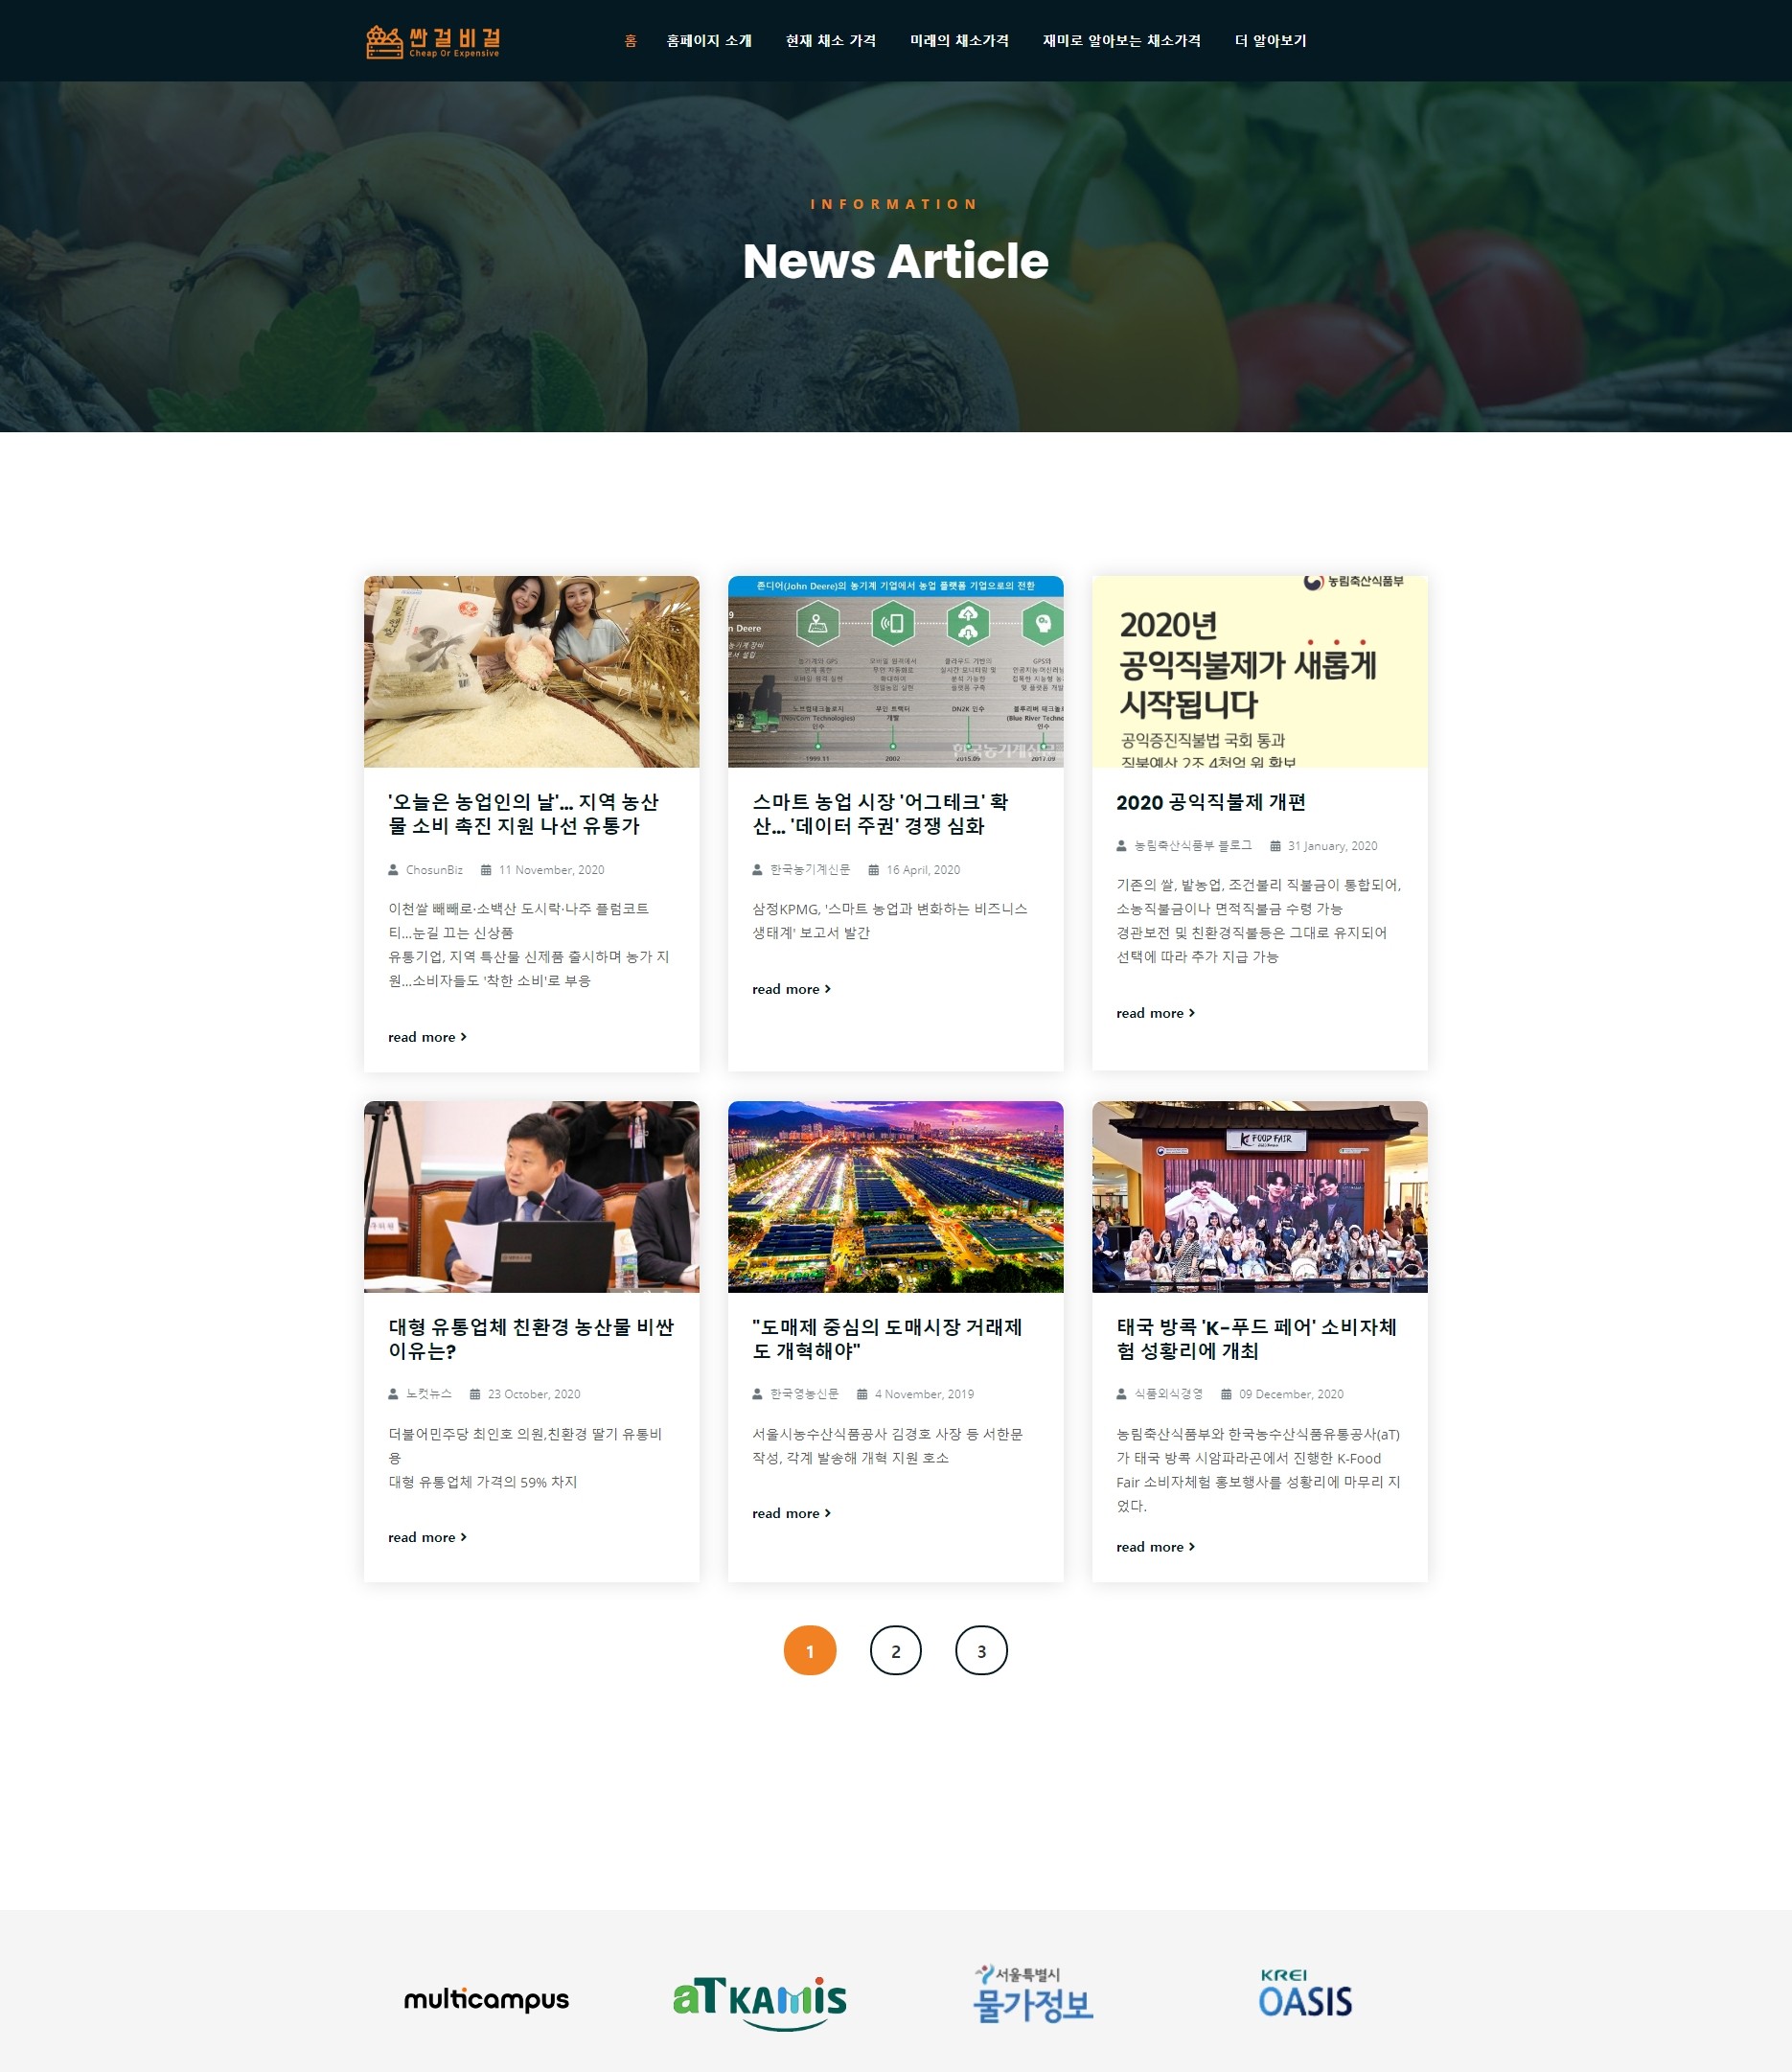 싼걸비걸
Cheap Or Expensive
홈 홈페이지 소개 현재 채소 가격 미래의 채소가격 재미로 알아보는 채소가격 더 알아보기
INFORMATION
News Article
'오늘은 농업인의 날'... 지역 농산
물 소비 촉진 지원 나선 유통가
ChosunBiz 11 November, 2020
이천쌀 빼빼로·소백산 도시락·나주 플럼코트
티...눈길 끄는 신상품
유통기업, 지역 특산물 신제품 출시하며 농가 지
원...소비자들도 '착한 소비'로 부응
read more
존디어(John Deere)의 농기계 기업에서 농업 플랫폼 기업으로의 전환
n Deere
DN2K 인수
1999.11 2002 2015.09 2017.09
한국농기계신문
스마트 농업 시장 '어그테크' 확
산... '데이터 주권' 경쟁 심화
한국농기계신문 16 April, 2020
삼정KPMG, '스마트 농업과 변화하는 비즈니스
생태계' 보고서 발간
read more
농림축산식품부
2020년
공익직불제가 새롭게
시작됩니다
공익증진직불법 국회 통과
직불예산 2조 4천억 원 확보
2020 공익직불제 개편
농림축산식품부 블로그 31 January, 2020
기존의 쌀, 밭농업, 조건불리 직불금이 통합되어,
소농직불금이나 면적직불금 수령 가능
경관보전 및 친환경직불등은 그대로 유지되어
선택에 따라 추가 지급 가능
read more
대형 유통업체 친환경 농산물 비싼
이유는?
노컷뉴스 23 October, 2020
더불어민주당 최인호 의원,친환경 딸기 유통비
용
대형 유통업체 가격의 59% 차지
read more
"도매제 중심의 도매시장 거래제
도 개혁해야"
한국영농신문 4 November, 2019
서울시농수산식품공사 김경호 사장 등 서한문
작성, 각계 발송해 개혁 지원 호소
read more
K FOOD FAIR
태국 방콕 'K-푸드 페어' 소비자체
험 성황리에 개최
식품외식경영 09 December, 2020
농림축산식품부와 한국농수산식품유통공사(aT)
가 태국 방콕 시암파라곤에서 진행한 K-Food
Fair 소비자체험 홍보행사를 성황리에 마무리 지
었다.
read more
1 2 3
multicampus
aT KAMIS
서울특별시
물가정보
KREI
OASIS